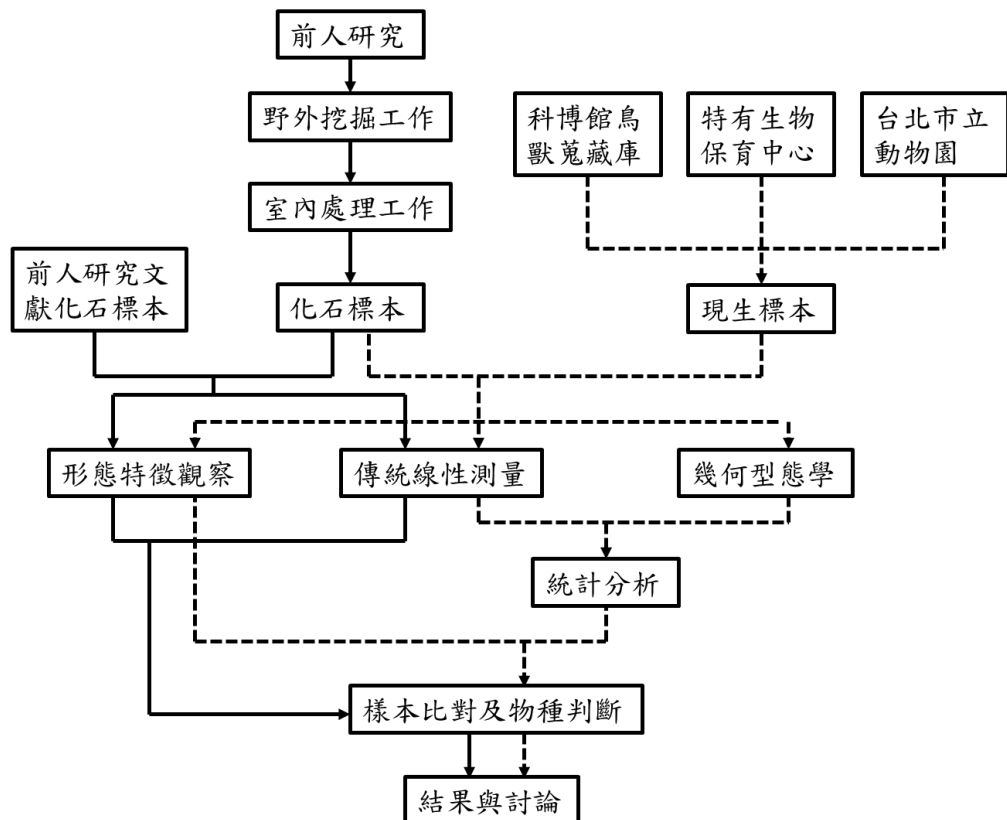 前人研究
野外挖掘工作
科博館鳥
獸蒐藏庫
特有生物
保育中心
台北市立
動物園
室內處理工作
前人研究文
獻化石標本
化石標本
現生標本
形態特徵觀察
傳統線性測量
幾何型態學
統計分析
樣本比對及物種判斷
結果與討論